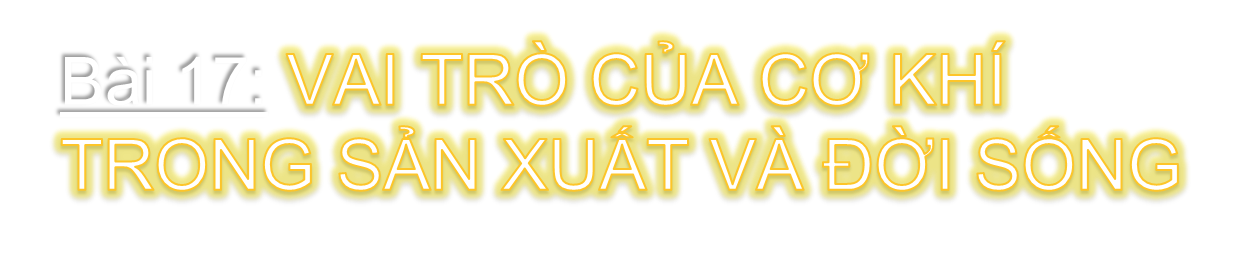 Bài 17: VAI TRÒ CỦA CƠ KHÍ
TRONG SẢN XUẤT VÀ ĐỜI SỐNG